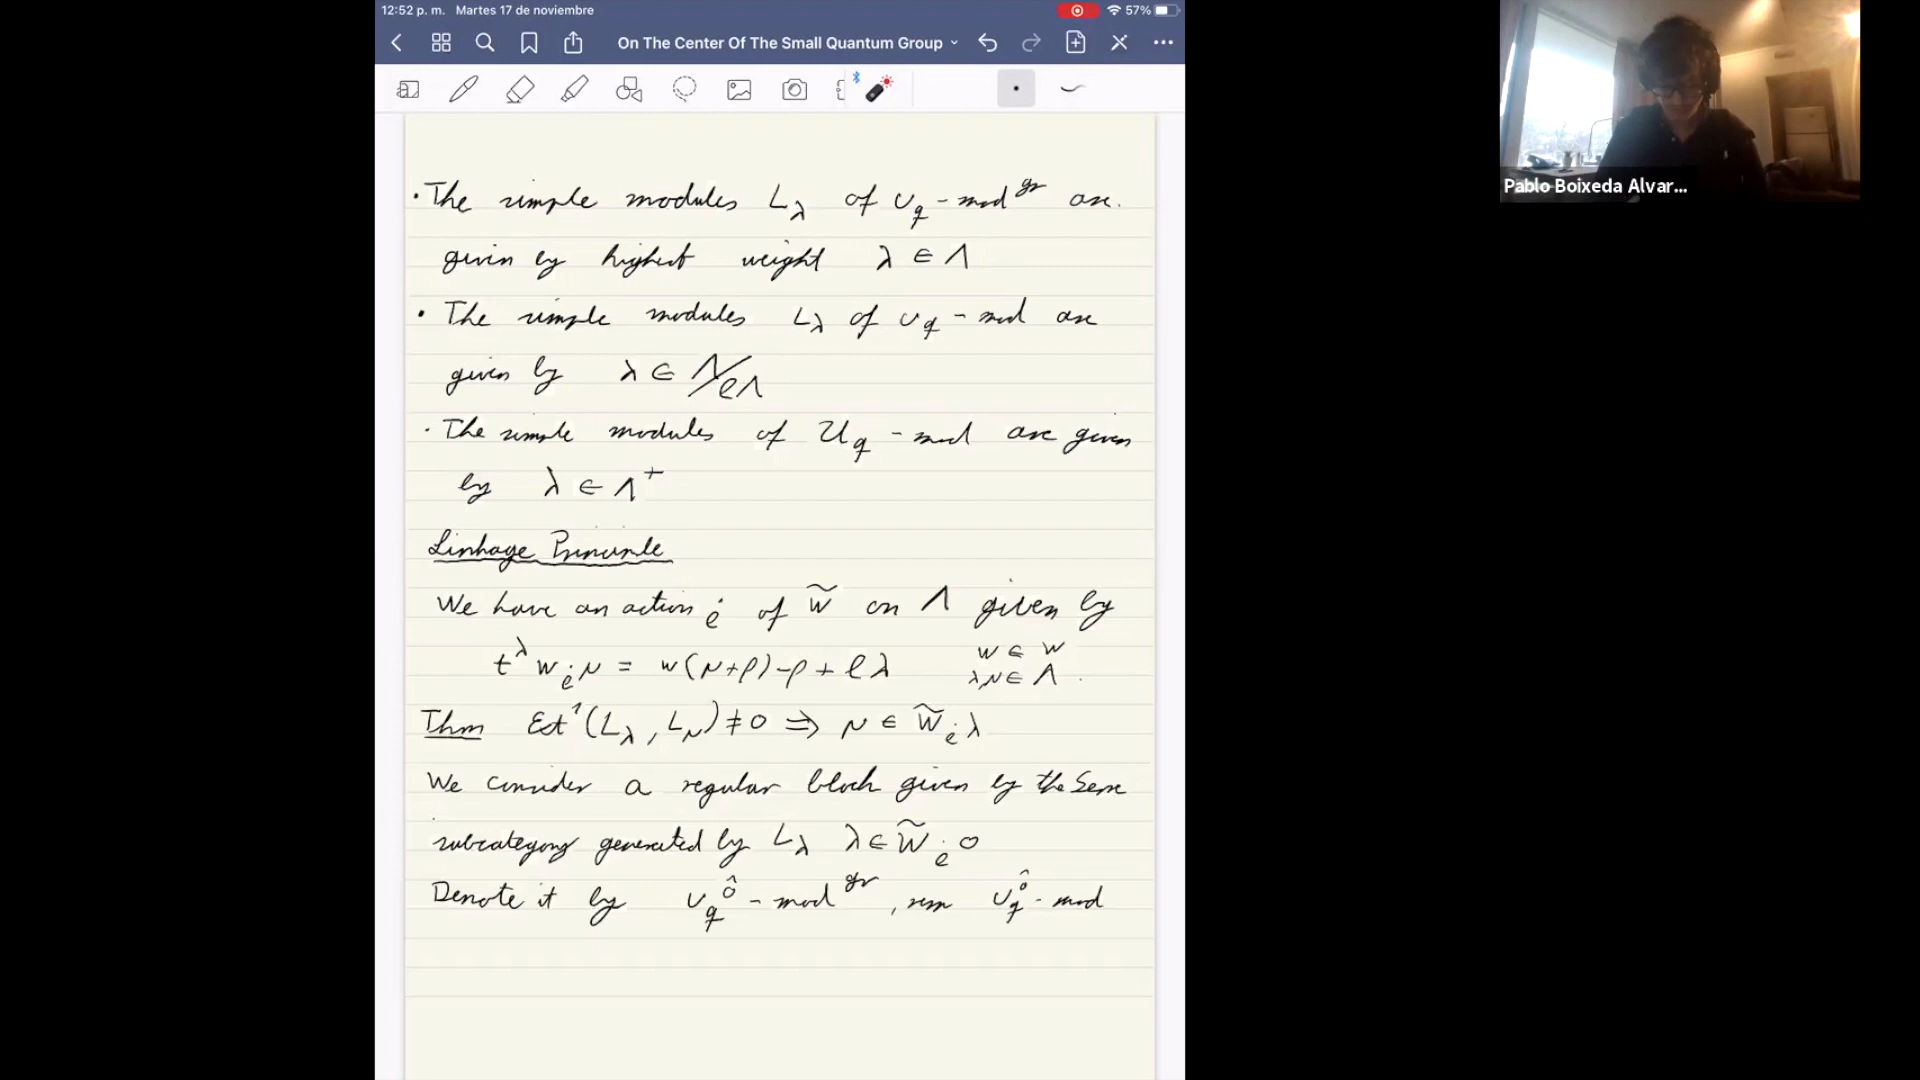 12:52 p. m. Martes 17 de noviembre
57%
On The Center Of The Small Quantum Group
· The simple modules L_λ of u_q - mod^gr are
given by highest weight λ ∈ Λ
· The simple modules L_λ of u_q - mod are
given by λ ∈ Λ/ℓΛ
· The simple modules of U_q - mod are given
by λ ∈ Λ^+
Linkage Principle
We have an action ·_ℓ of W̃ on Λ given by
t^λ w ·_ℓ μ = w(μ+ρ)-ρ + ℓλ w ∈ W
λ, μ ∈ Λ.
Thm Ext^1(L_λ, L_μ) ≠ 0 ⇒ μ ∈ W̃ ·_ℓ λ
We consider a regular block given by the Serre
subcategory generated by L_λ λ ∈ W̃ ·_ℓ 0
Denote it by u_q^0̂ - mod^gr, resp u_q^0̂ - mod
Pablo Boixeda Alvar...